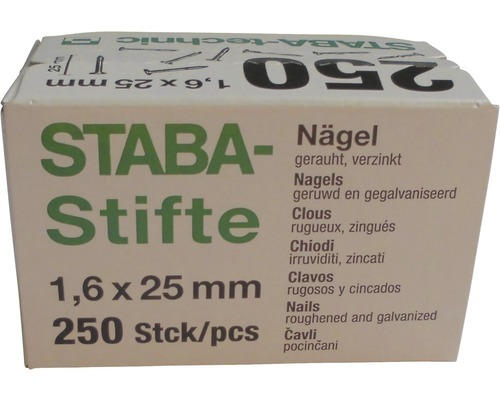 STABA-technic
250
25 mm
1,6 x 25 mm
STABA-
Stifte
1,6 x 25 mm
250 Stck/pcs
Nägel
gerauht, verzinkt
Nagels
geruwd en gegalvaniseerd
Clous
rugueux, zingués
Chiodi
irruviditi, zincati
Clavos
rugosos y cincados
Nails
roughened and galvanized
Čavli
pocinčani